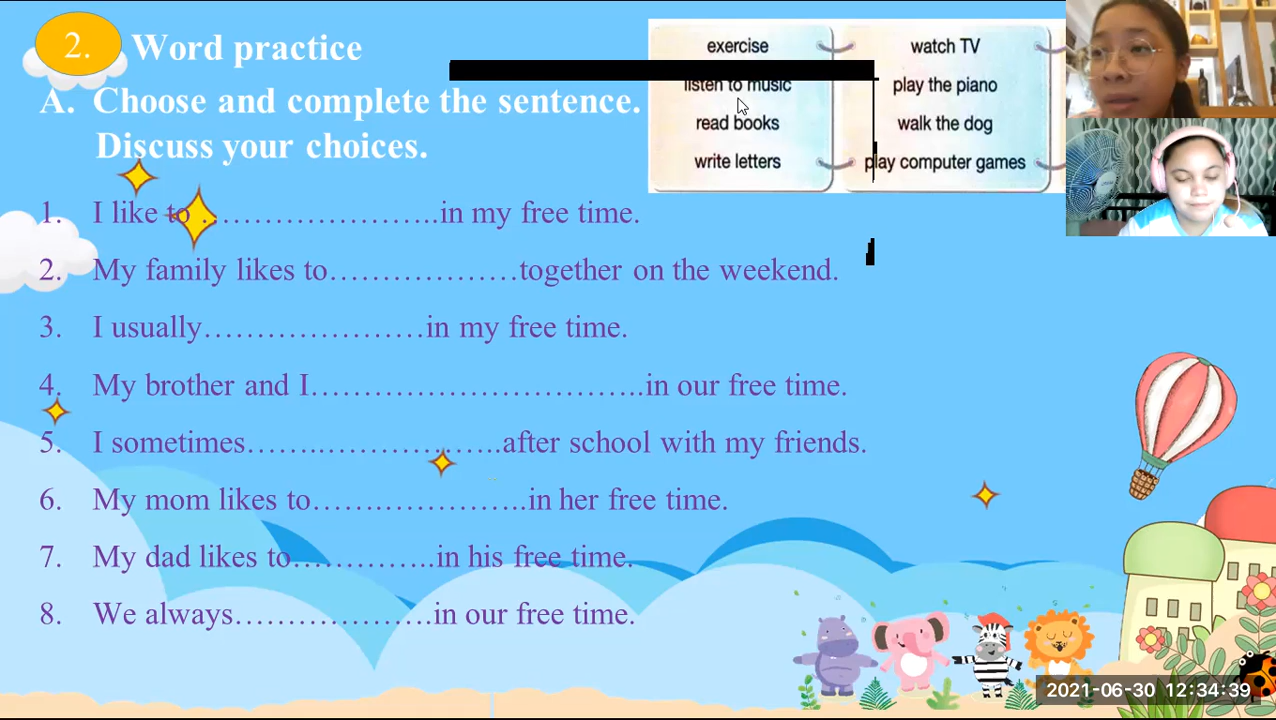 2. Word practice
A. Choose and complete the sentence.
Discuss your choices.
exercise
listen to music
read books
write letters
watch TV
play the piano
walk the dog
play computer games
1. I like to …………………….in my free time.
2. My family likes to………………together on the weekend.
3. I usually…………………in my free time.
4. My brother and I…………………………..in our free time.
5. I sometimes…….………….…..after school with my friends.
6. My mom likes to…….…………..in her free time.
7. My dad likes to…………..in his free time.
8. We always……………….in our free time.
2021-06-30 12:34:39